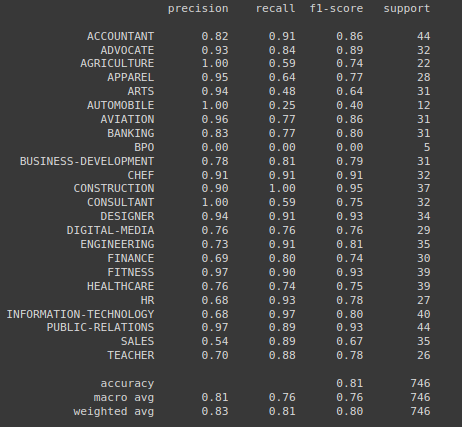 precision recall f1-score support
ACCOUNTANT 0.82 0.91 0.86 44
ADVOCATE 0.93 0.84 0.89 32
AGRICULTURE 1.00 0.59 0.74 22
APPAREL 0.95 0.64 0.77 28
ARTS 0.94 0.48 0.64 31
AUTOMOBILE 1.00 0.25 0.40 12
AVIATION 0.96 0.77 0.86 31
BANKING 0.83 0.77 0.80 31
BPO 0.00 0.00 0.00 5
BUSINESS-DEVELOPMENT 0.78 0.81 0.79 31
CHEF 0.91 0.91 0.91 32
CONSTRUCTION 0.90 1.00 0.95 37
CONSULTANT 1.00 0.59 0.75 32
DESIGNER 0.94 0.91 0.93 34
DIGITAL-MEDIA 0.76 0.76 0.76 29
ENGINEERING 0.73 0.91 0.81 35
FINANCE 0.69 0.80 0.74 30
FITNESS 0.97 0.90 0.93 39
HEALTHCARE 0.76 0.74 0.75 39
HR 0.68 0.93 0.78 27
INFORMATION-TECHNOLOGY 0.68 0.97 0.80 40
PUBLIC-RELATIONS 0.97 0.89 0.93 44
SALES 0.54 0.89 0.67 35
TEACHER 0.70 0.88 0.78 26
accuracy 0.81 746
macro avg 0.81 0.76 0.76 746
weighted avg 0.83 0.81 0.80 746